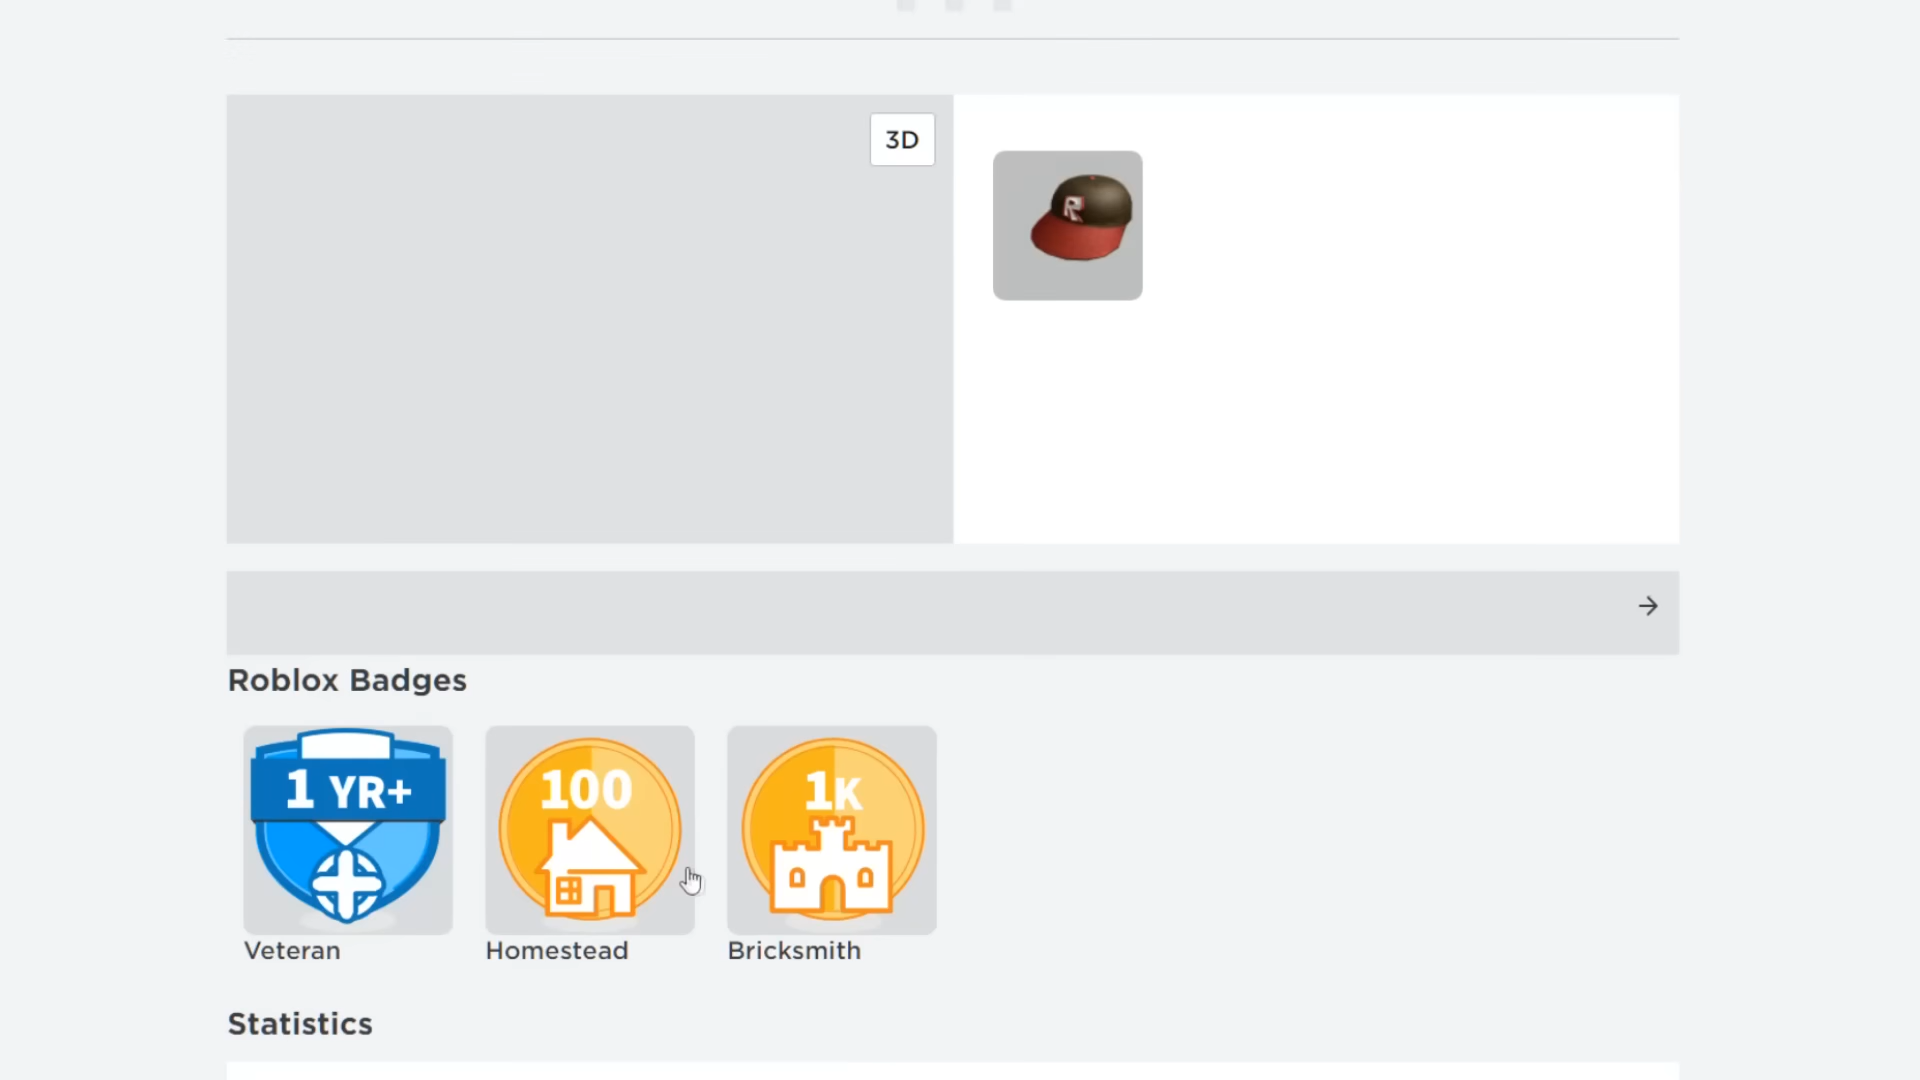 3D
R
Roblox Badges
1 YR+
100
1K
Veteran
Homestead
Bricksmith
Statistics